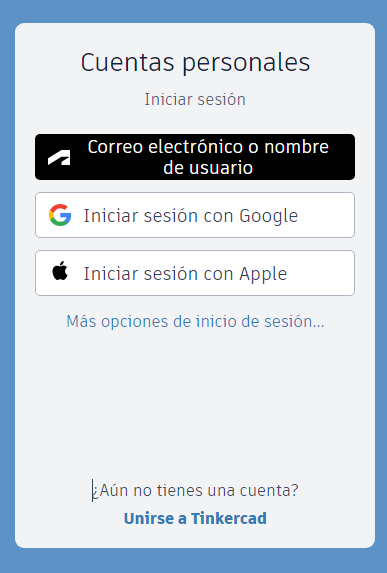 Cuentas personales
Iniciar sesión
Correo electrónico o nombre
de usuario
Iniciar sesión con Google
Iniciar sesión con Apple
Más opciones de inicio de sesión...
¿Aún no tienes una cuenta?
Unirse a Tinkercad